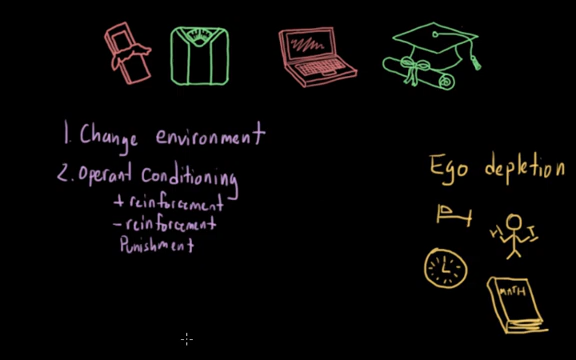 1. Change environment
2. Operant Conditioning
+ reinforcement
- reinforcement
Punishment
Ego depletion
MATH